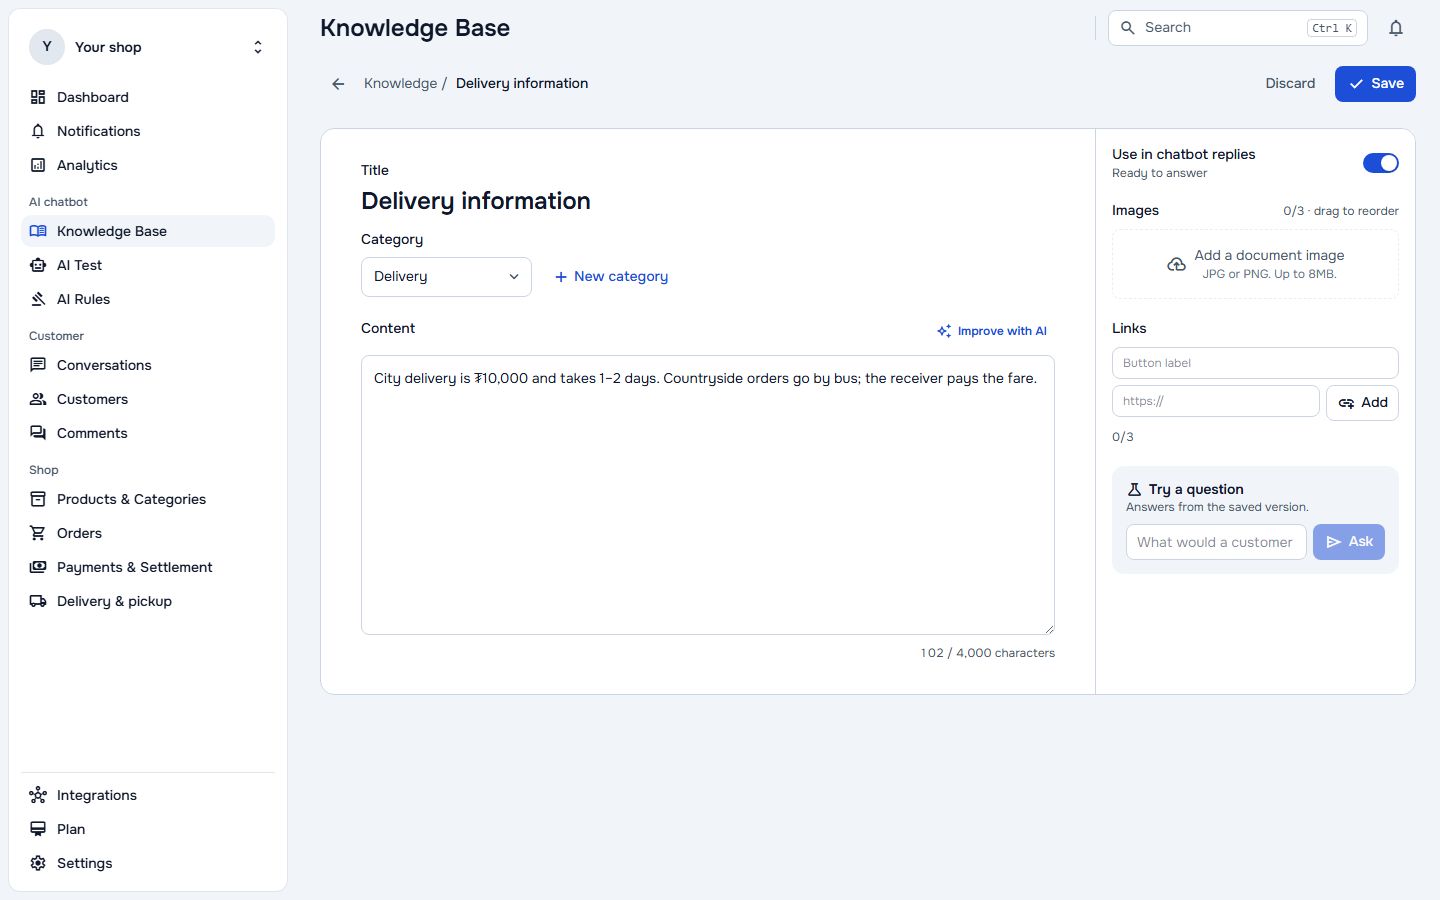 Y
Your shop
Dashboard
Notifications
Analytics
AI chatbot
Knowledge Base
AI Test
AI Rules
Customer
Conversations
Customers
Comments
Shop
Products & Categories
Orders
Payments & Settlement
Delivery & pickup
Integrations
Plan
Settings
Knowledge Base
Search
Ctrl K
Knowledge / Delivery information
Discard
Save
Title
Delivery information
Category
Delivery
New category
Content
Improve with AI
City delivery is ₮10,000 and takes 1–2 days. Countryside orders go by bus; the receiver pays the fare.
102 / 4,000 characters
Use in chatbot replies
Ready to answer
Images
0/3 · drag to reorder
Add a document image
JPG or PNG. Up to 8MB.
Links
Button label
https://
Add
0/3
Try a question
Answers from the saved version.
What would a customer
Ask